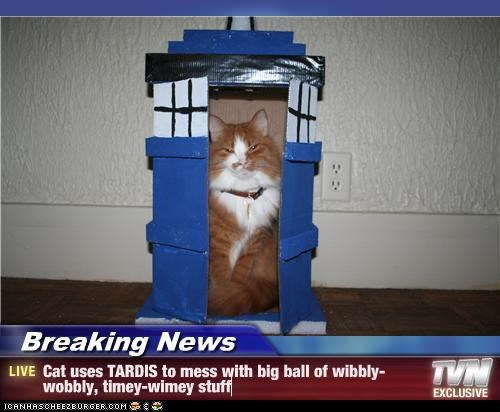 Breaking News
LIVE Cat uses TARDIS to mess with big ball of wibbly-
wobbly, timey-wimey stuff
TVN
EXCLUSIVE
ICANHASCHEEZBURGER.COM